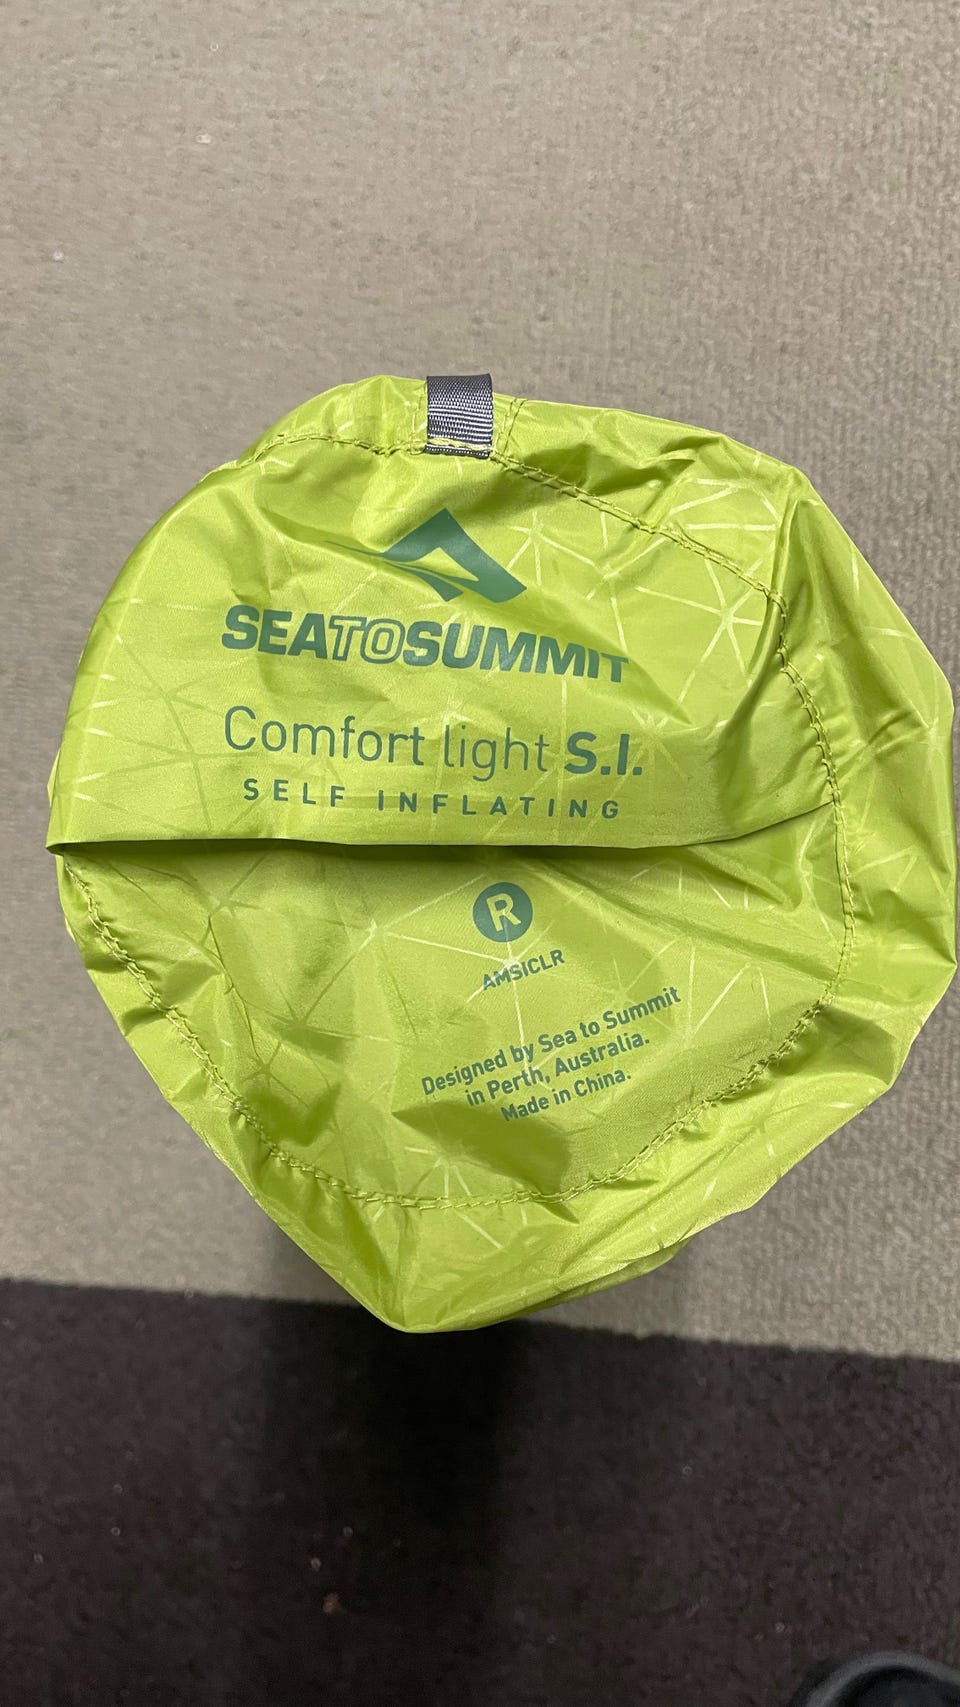 SEATOSUMMIT
Comfort light S.I.
SELF INFLATING
R
AMSICLR
Designed by Sea to Summit
in Perth, Australia.
Made in China.